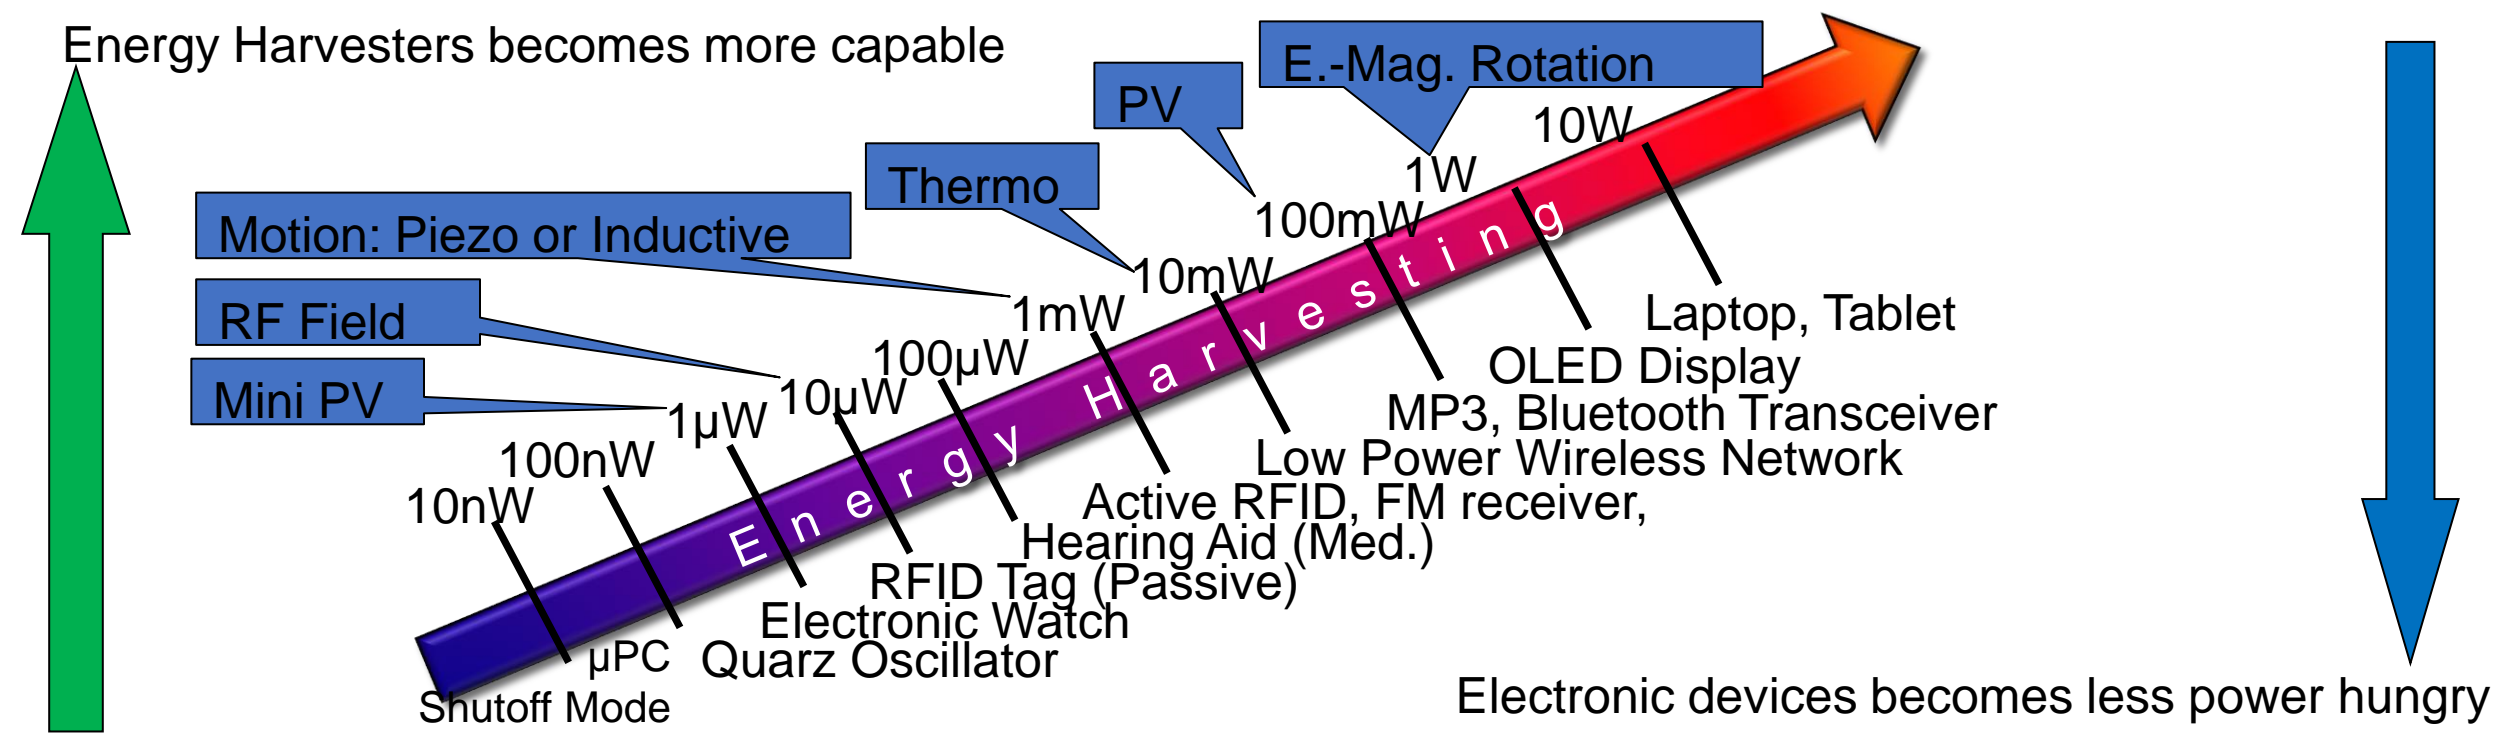 Energy Harvesters becomes more capable
E.-Mag. Rotation
PV
Thermo
Motion: Piezo or Inductive
RF Field
Mini PV
10W
1W
100mW
10mW
1mW
100µW
10µW
1µW
100nW
10nW
Energy Harvesting
Laptop, Tablet
OLED Display
MP3, Bluetooth Transceiver
Low Power Wireless Network
Active RFID, FM receiver,
Hearing Aid (Med.)
RFID Tag (Passive)
Electronic Watch
Quarz Oscillator
µPC
Shutoff Mode
Electronic devices becomes less power hungry